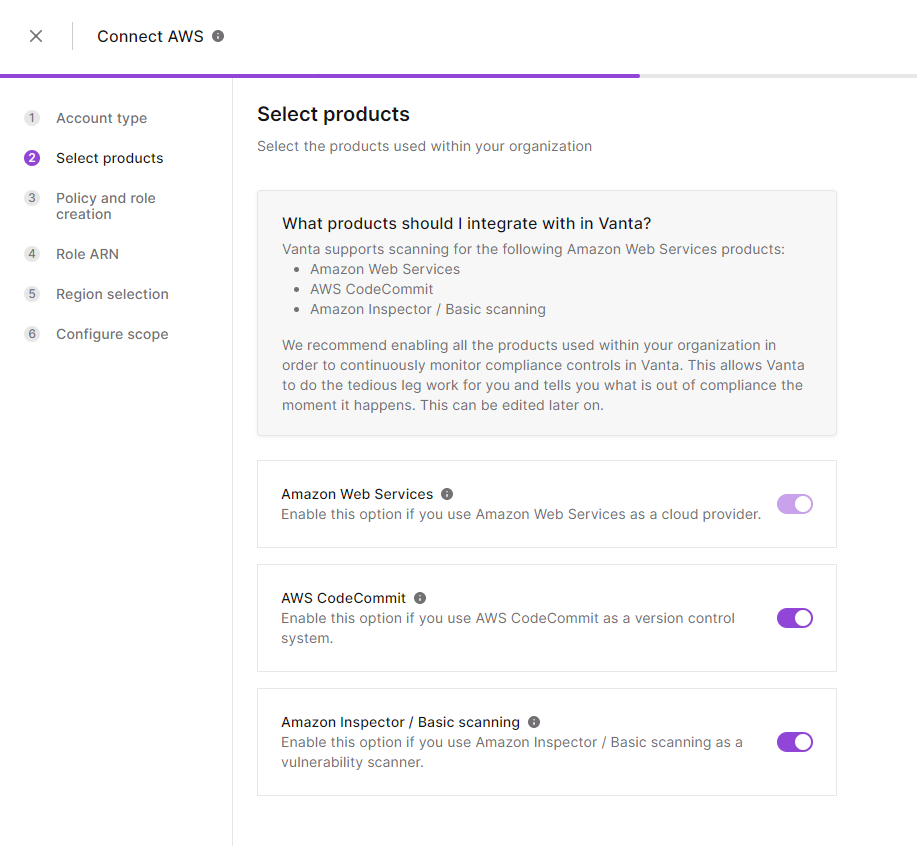 Connect AWS
1 Account type
2 Select products
3 Policy and role
creation
4 Role ARN
5 Region selection
6 Configure scope
Select products
Select the products used within your organization
What products should I integrate with in Vanta?
Vanta supports scanning for the following Amazon Web Services products:
• Amazon Web Services
• AWS CodeCommit
• Amazon Inspector / Basic scanning
We recommend enabling all the products used within your organization in
order to continuously monitor compliance controls in Vanta. This allows Vanta
to do the tedious leg work for you and tells you what is out of compliance the
moment it happens. This can be edited later on.
Amazon Web Services
Enable this option if you use Amazon Web Services as a cloud provider.
AWS CodeCommit
Enable this option if you use AWS CodeCommit as a version control
system.
Amazon Inspector / Basic scanning
Enable this option if you use Amazon Inspector / Basic scanning as a
vulnerability scanner.